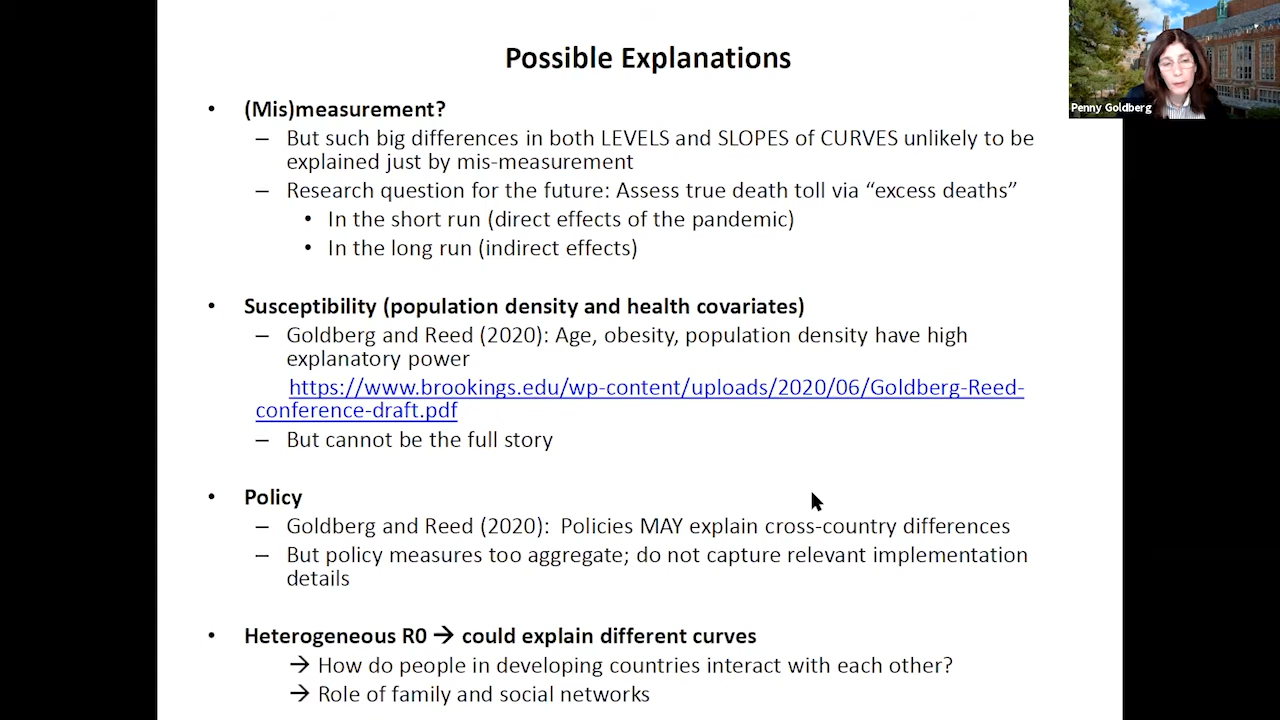 Possible Explanations
Penny Goldberg
• (Mis)measurement?
– But such big differences in both LEVELS and SLOPES of CURVES unlikely to be
explained just by mis-measurement
– Research question for the future: Assess true death toll via “excess deaths”
• In the short run (direct effects of the pandemic)
• In the long run (indirect effects)
• Susceptibility (population density and health covariates)
– Goldberg and Reed (2020): Age, obesity, population density have high
explanatory power
https://www.brookings.edu/wp-content/uploads/2020/06/Goldberg-Reed-
conference-draft.pdf
– But cannot be the full story
• Policy
– Goldberg and Reed (2020): Policies MAY explain cross-country differences
– But policy measures too aggregate; do not capture relevant implementation
details
• Heterogeneous R0 → could explain different curves
→ How do people in developing countries interact with each other?
→ Role of family and social networks